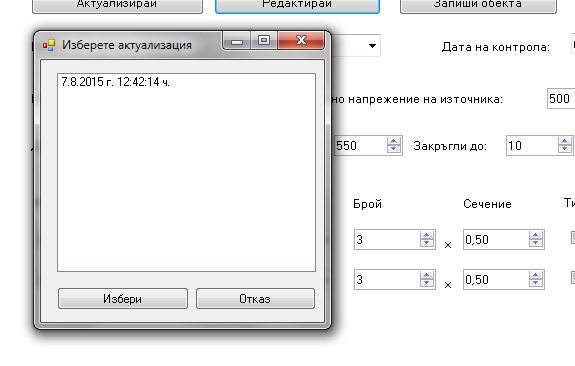 Актуализирай Редактирай Запиши обекта
Изберете актуализация
Дата на контрола:
7.8.2015 г. 12:42:14 ч.
но напрежение на източника: 500
550 Закръгли до: 10
Брой Сечение
3 x 0,50
3 x 0,50
Избери Отказ